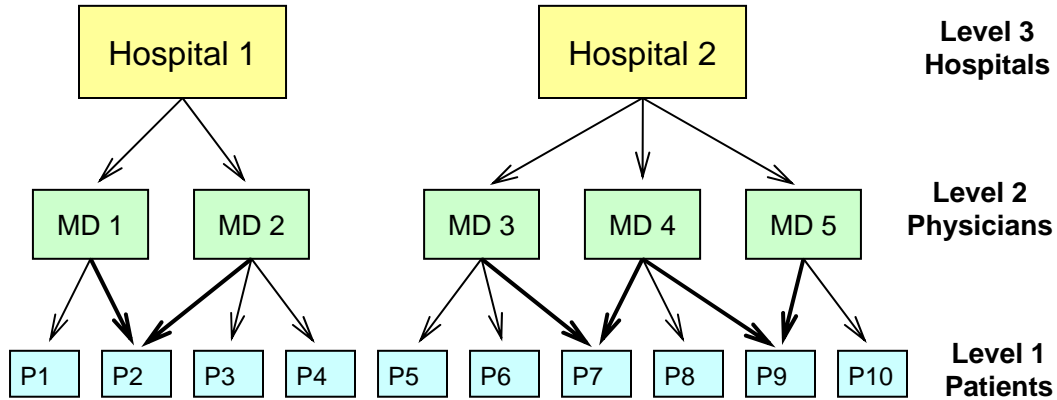 Hospital 1
Hospital 2
Level 3
Hospitals
MD 1
MD 2
MD 3
MD 4
MD 5
Level 2
Physicians
P1
P2
P3
P4
P5
P6
P7
P8
P9
P10
Level 1
Patients